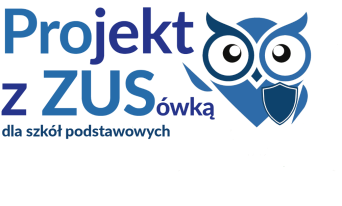 Projekt
z ZUSówką
dla szkół podstawowych